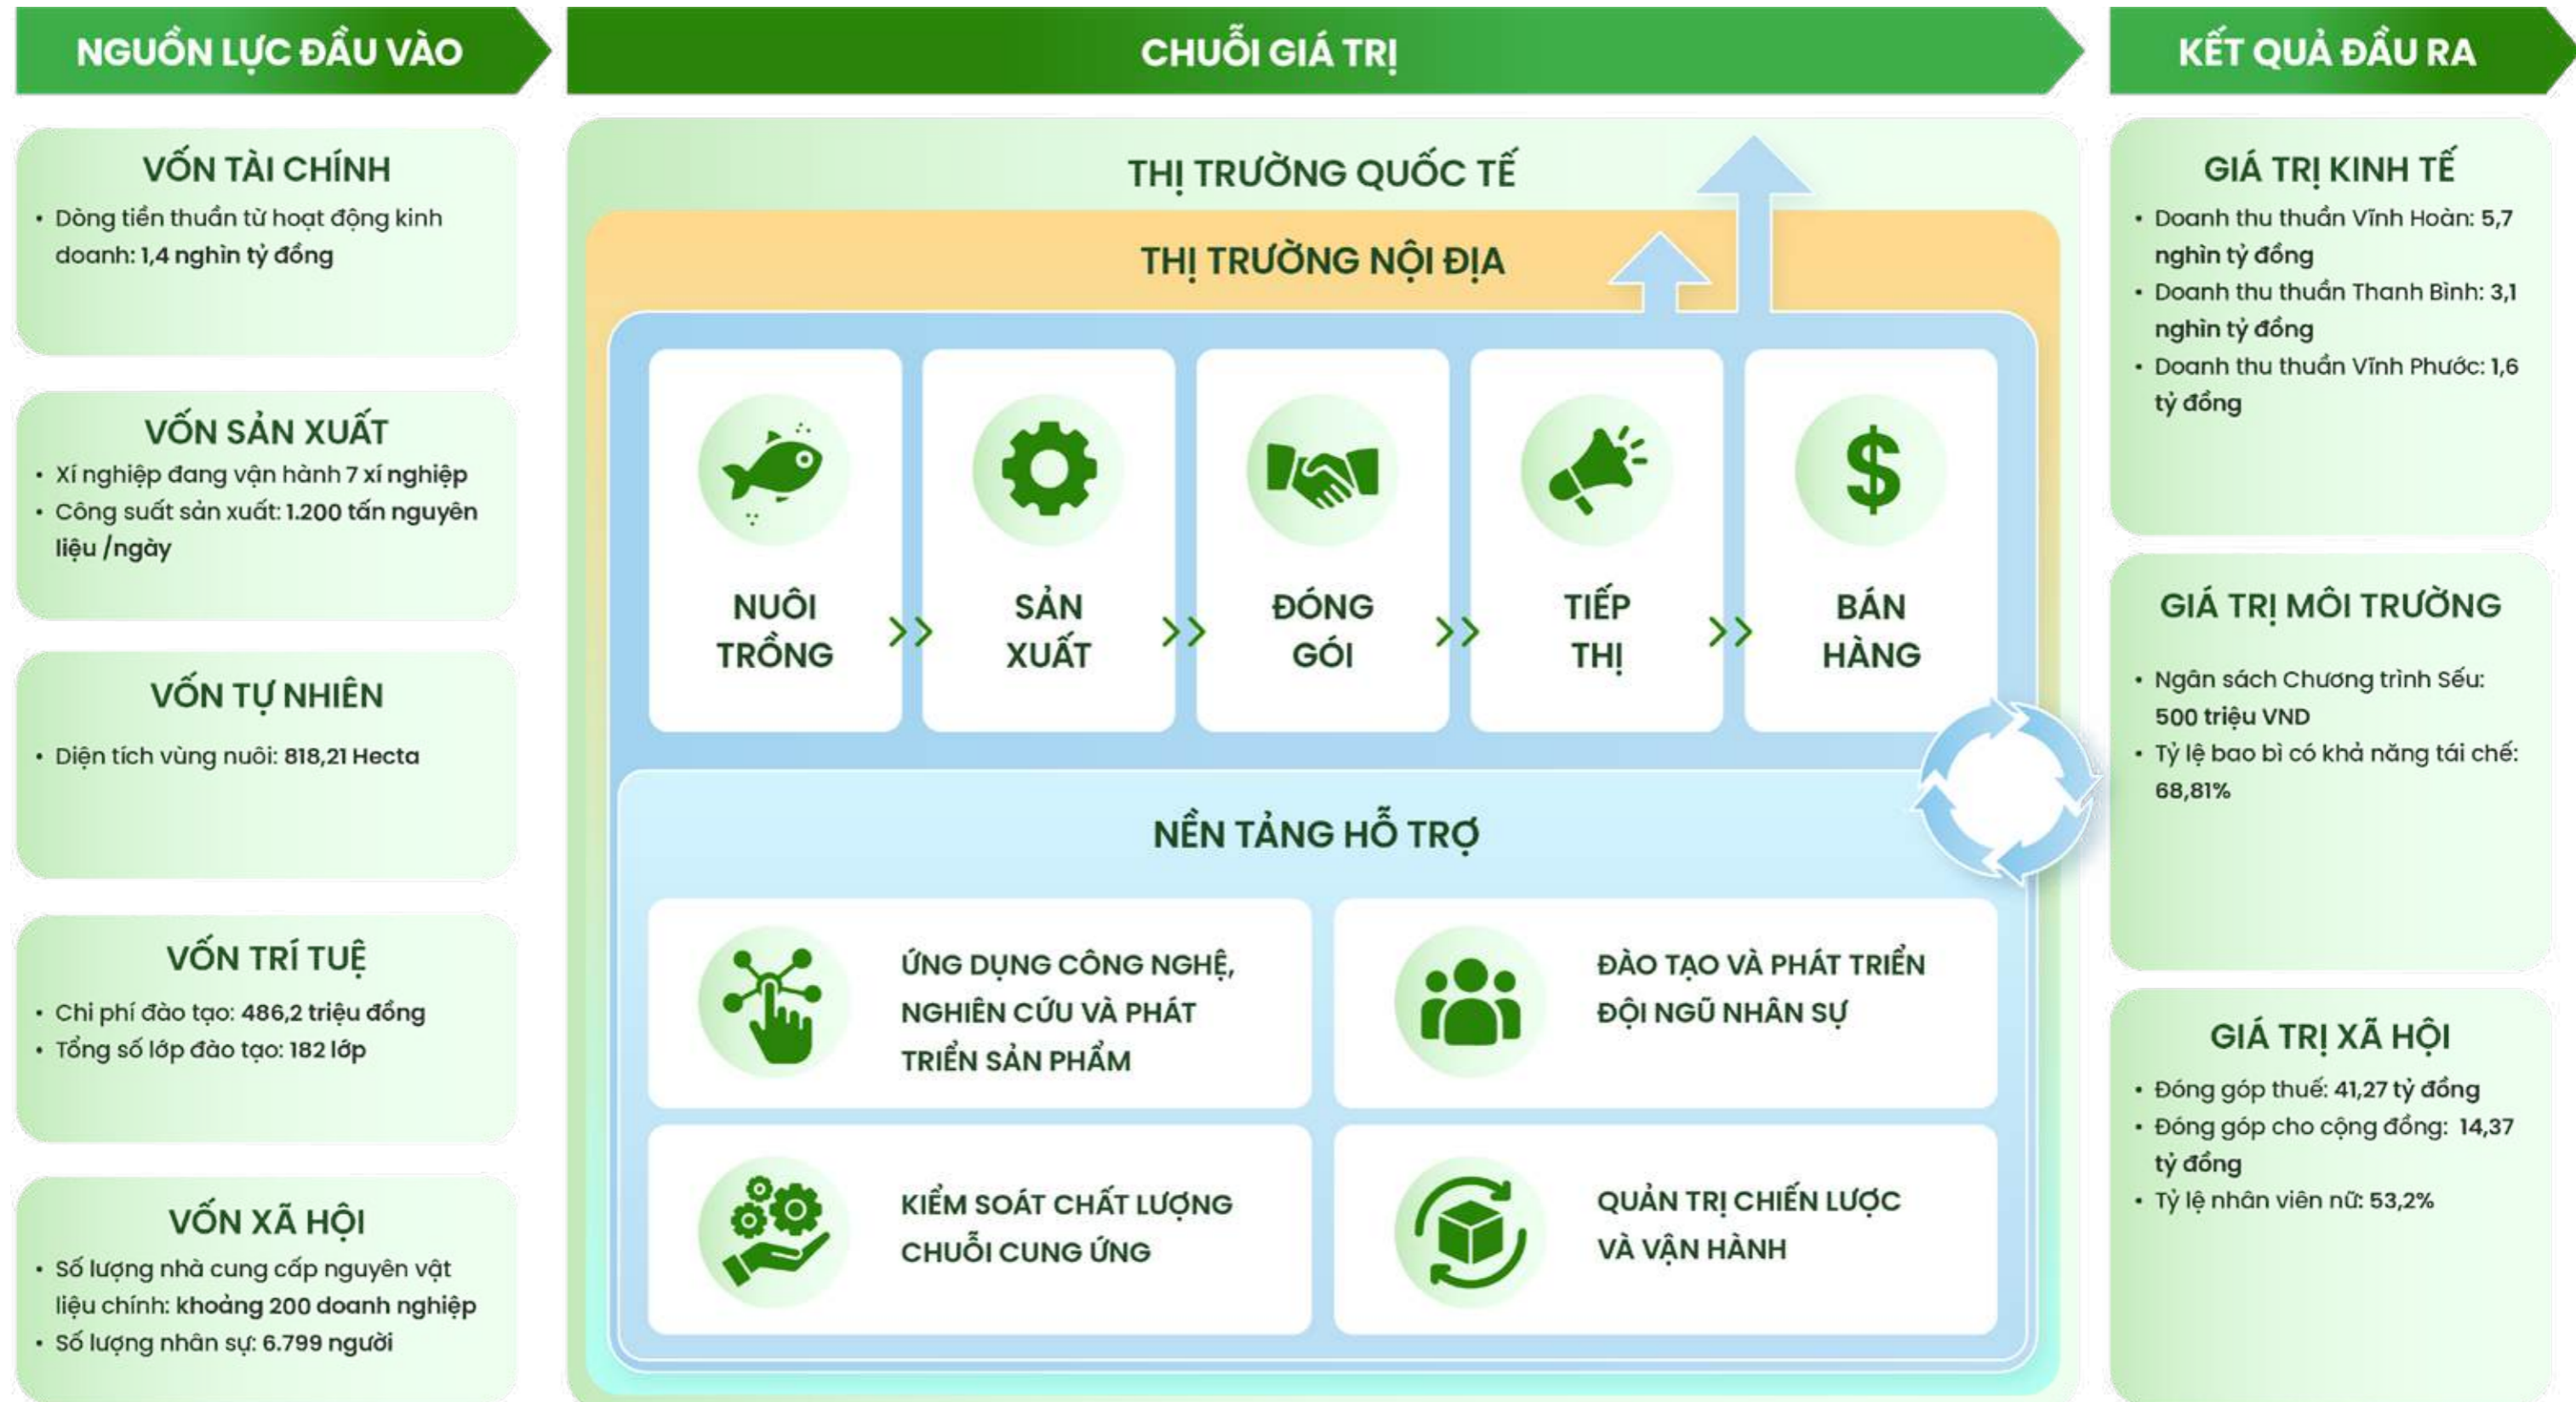 NGUỒN LỰC ĐẦU VÀO
VỐN TÀI CHÍNH
• Dòng tiền thuần từ hoạt động kinh
doanh: 1,4 nghìn tỷ đồng
VỐN SẢN XUẤT
• Xí nghiệp đang vận hành 7 xí nghiệp
• Công suất sản xuất: 1.200 tấn nguyên
liệu /ngày
VỐN TỰ NHIÊN
• Diện tích vùng nuôi: 818,21 Hecta
VỐN TRÍ TUỆ
• Chi phí đào tạo: 486,2 triệu đồng
• Tổng số lớp đào tạo: 182 lớp
VỐN XÃ HỘI
• Số lượng nhà cung cấp nguyên vật
liệu chính: khoảng 200 doanh nghiệp
• Số lượng nhân sự: 6.799 người
CHUỖI GIÁ TRỊ
THỊ TRƯỜNG QUỐC TẾ
THỊ TRƯỜNG NỘI ĐỊA
NUÔI
TRỒNG
SẢN
XUẤT
ĐÓNG
GÓI
TIẾP
THỊ
$
BÁN
HÀNG
NỀN TẢNG HỖ TRỢ
ỨNG DỤNG CÔNG NGHỆ,
NGHIÊN CỨU VÀ PHÁT
TRIỂN SẢN PHẨM
ĐÀO TẠO VÀ PHÁT TRIỂN
ĐỘI NGŨ NHÂN SỰ
KIỂM SOÁT CHẤT LƯỢNG
CHUỖI CUNG ỨNG
QUẢN TRỊ CHIẾN LƯỢC
VÀ VẬN HÀNH
KẾT QUẢ ĐẦU RA
GIÁ TRỊ KINH TẾ
• Doanh thu thuần Vĩnh Hoàn: 5,7
nghìn tỷ đồng
• Doanh thu thuần Thanh Bình: 3,1
nghìn tỷ đồng
• Doanh thu thuần Vĩnh Phước: 1,6
tỷ đồng
GIÁ TRỊ MÔI TRƯỜNG
• Ngân sách Chương trình Sếu:
500 triệu VND
• Tỷ lệ bao bì có khả năng tái chế:
68,81%
GIÁ TRỊ XÃ HỘI
• Đóng góp thuế: 41,27 tỷ đồng
• Đóng góp cho cộng đồng: 14,37
tỷ đồng
• Tỷ lệ nhân viên nữ: 53,2%